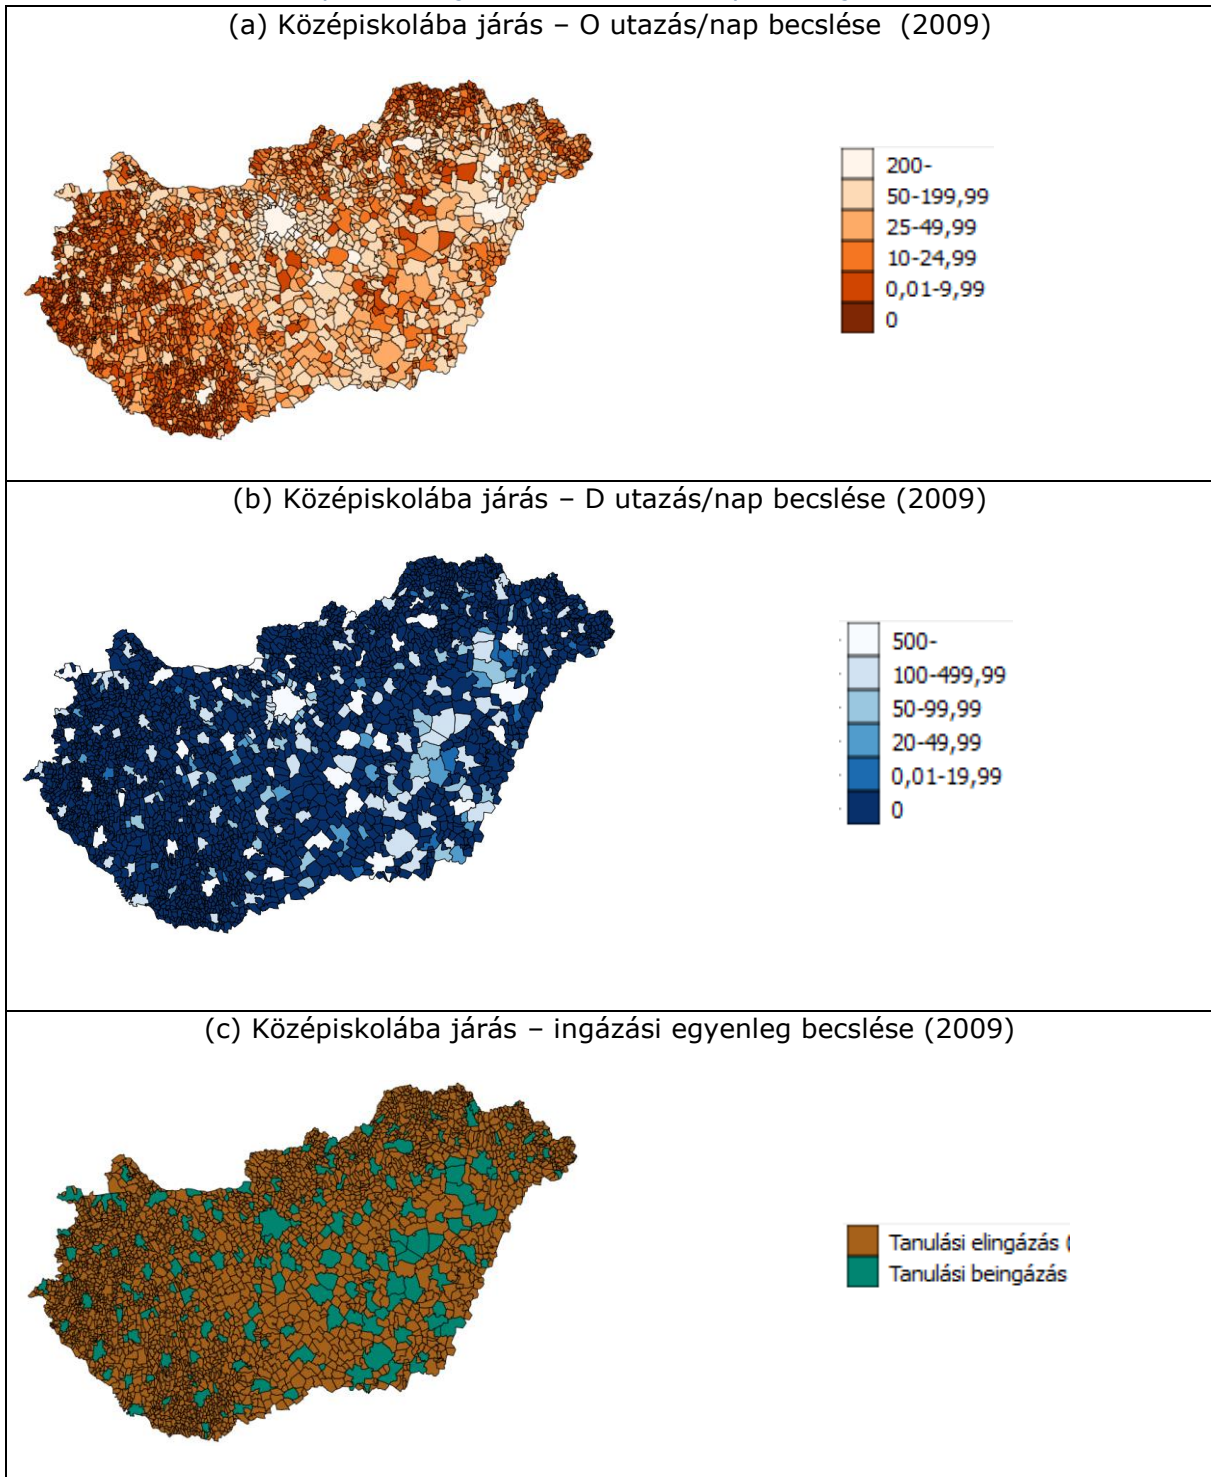 (a) Középiskolába járás – O utazás/nap becslése (2009)
200-
50-199,99
25-49,99
10-24,99
0,01-9,99
0
(b) Középiskolába járás – D utazás/nap becslése (2009)
500-
100-499,99
50-99,99
20-49,99
0,01-19,99
0
(c) Középiskolába járás – ingázási egyenleg becslése (2009)
Tanulási elingázás (
Tanulási beingázás